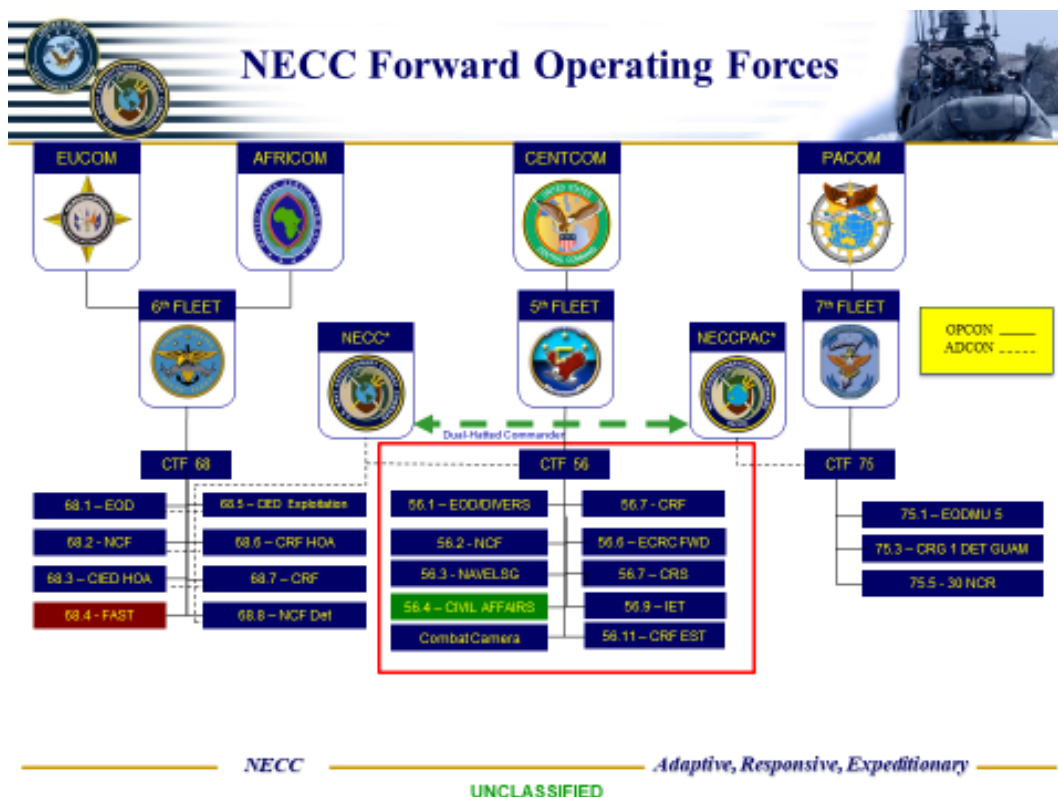 NECC Forward Operating Forces
EUCOM
AFRICOM
CENTCOM
PACOM
6th FLEET
5th FLEET
7th FLEET
NECC*
NECCPAC*
OPCON
ADCON
Dual-Hatted Commander
CTF 68
CTF 56
CTF 75
68.1 – EOD
68.5 – CIED Exploitation
68.2 - NCF
68.6 – CRF HOA
68.3 – CIED HOA
68.7 – CRF
68.4 - FAST
68.8 – NCF Det
56.1 – EOD/DIVERS
56.7 - CRF
56.2 - NCF
56.6 – ECRC FWD
56.3 - NAVELSG
56.7 – CRS
56.4 – CIVIL AFFAIRS
56.9 – IET
Combat Camera
56.11 – CRF EST
75.1 – EODMU 5
75.3 – CRG 1 DET GUAM
75.5 - 30 NCR
NECC
Adaptive, Responsive, Expeditionary
UNCLASSIFIED